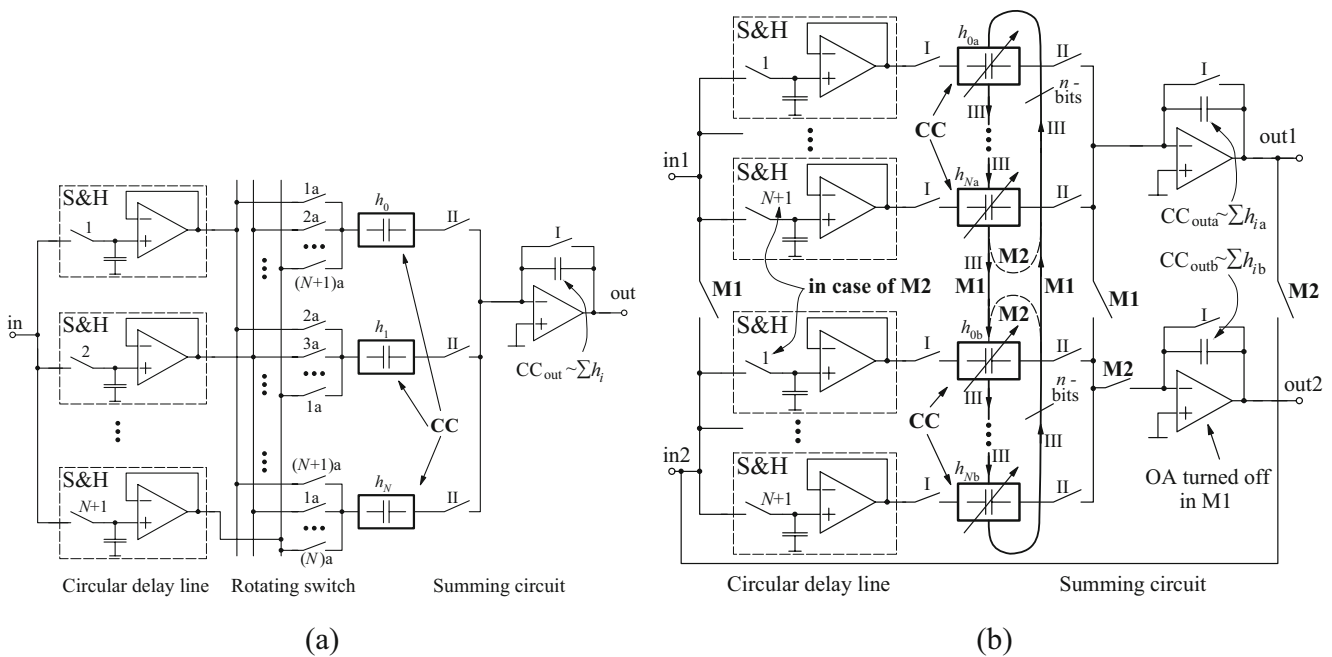 S&H
1
−
+
1a
2a
(N+1)a
h0
II
in
S&H
2
−
+
2a
3a
1a
h1
II
CC
I
−
+
out
CCout~∑hi
S&H
N+1
−
+
(N+1)a
1a
(N)a
hN
II
Circular delay line
Rotating switch
Summing circuit
(a)
S&H
1
−
+
I
h0a
II
n -
bits
III
III
CC
in1
S&H
N+1
−
+
I
III
hNa
II
I
−
+
out1
CCouta~∑hia
M2
III
M1
M1
M1
in case of M2
M2
M1
CCoutb~∑hib
M2
S&H
1
−
+
I
h0b
II
M2
I
−
+
out2
n -
bits
III
III
CC
in2
S&H
N+1
−
+
I
III
hNb
II
OA turned off
in M1
Circular delay line
Summing circuit
(b)